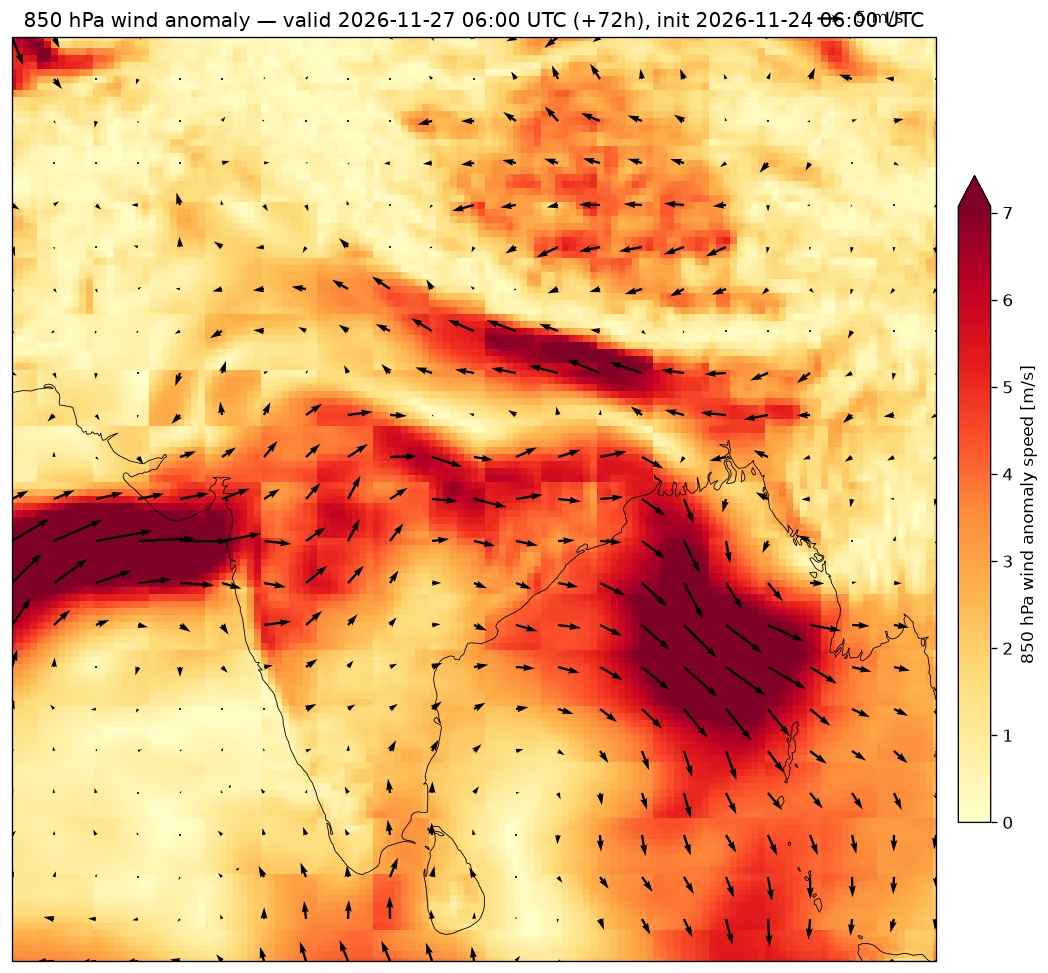 850 hPa wind anomaly — valid 2026-11-27 06:00 UTC (+72h), init 2026-11-24 06:00 UTC
5 m/s
7
6
5
4
3
2
1
0
850 hPa wind anomaly speed [m/s]